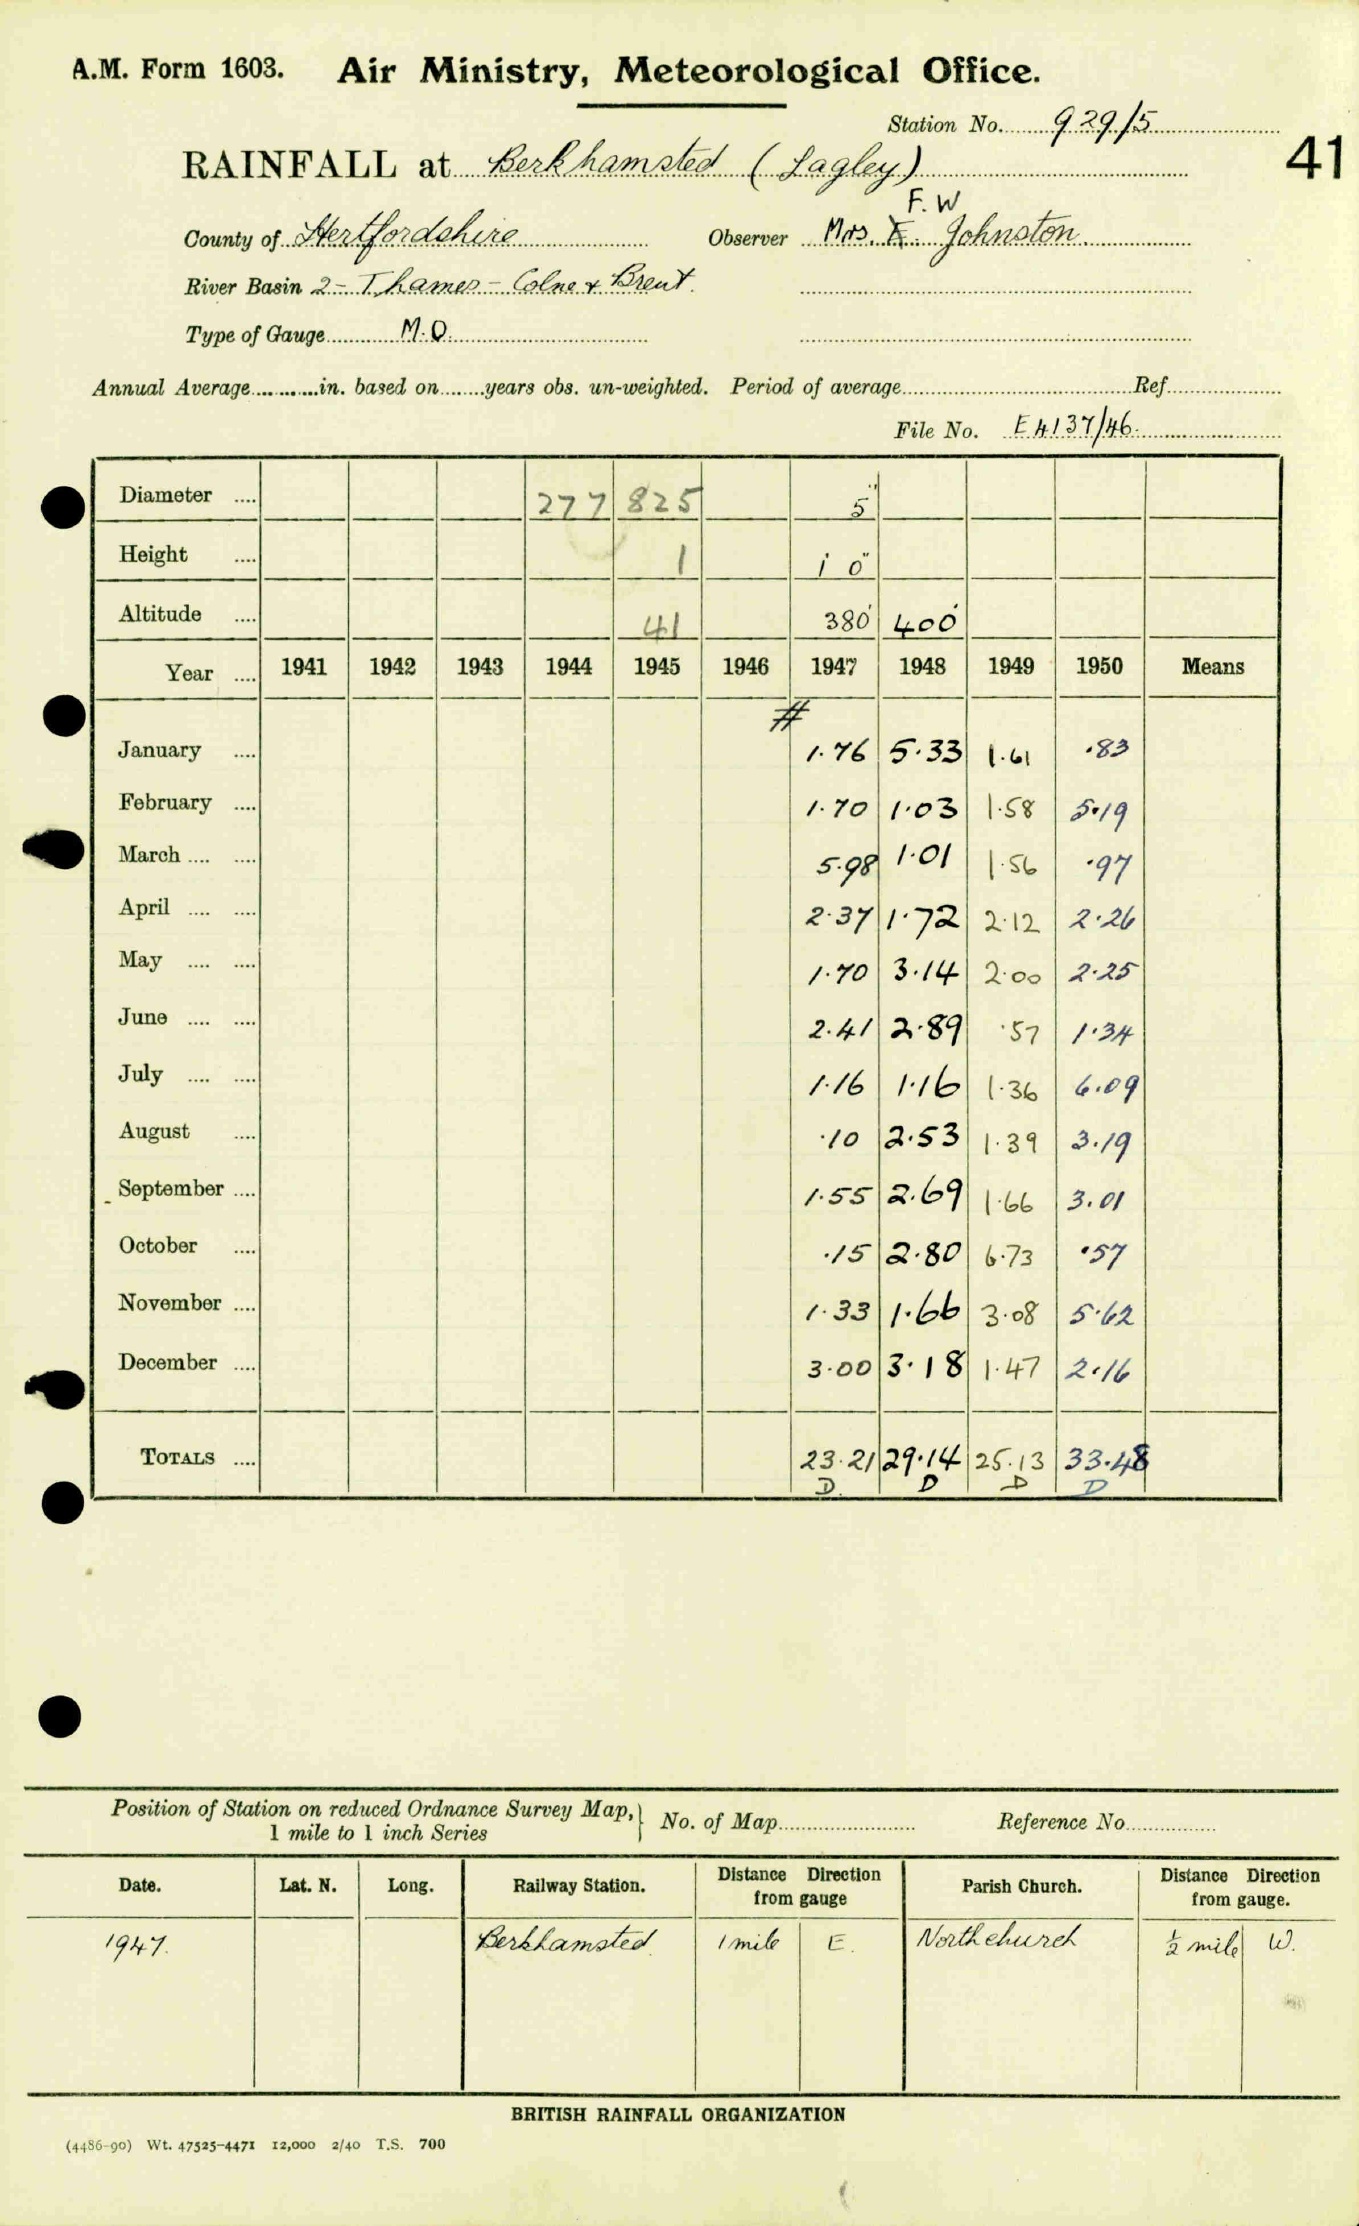 A.M. Form 1603. Air Ministry, Meteorological Office.
Station No. 929/5
41
RAINFALL at Berkhamsted (Lagley)
F. W
County of Hertfordshire Observer Mrs. F. Johnston.
River Basin 2 - Thames - Colne & Brent.
Type of Gauge M.O.
Annual Average in. based on years obs. un-weighted. Period of average Ref
File No. E4137/46
Diameter 277 825 5"
Height 1 1' 0"
Altitude 41 380' 400'
Year 1941 1942 1943 1944 1945 1946 1947 1948 1949 1950 Means
#
January 1.76 5.33 1.61 .83
February 1.70 1.03 1.58 5.19
March 5.98 1.01 1.56 .97
April 2.37 1.72 2.12 2.26
May 1.70 3.14 2.00 2.25
June 2.41 2.89 .57 1.34
July 1.16 1.16 1.36 6.09
August .10 2.53 1.39 3.19
September 1.55 2.69 1.66 3.01
October .15 2.80 6.73 .57
November 1.33 1.66 3.08 5.62
December 3.00 3.18 1.47 2.16
TOTALS 23.21 29.14 25.13 33.48
D. D D D
Position of Station on reduced Ordnance Survey Map, } No. of Map Reference No.
1 mile to 1 inch Series
Date. Lat. N. Long. Railway Station. Distance Direction from gauge Parish Church. Distance Direction from gauge.
1947. Berkhamsted 1 mile E. Northchurch ½ mile W.
BRITISH RAINFALL ORGANIZATION
(4486-90) Wt. 47525-4471 12,000 2/40 T.S. 700